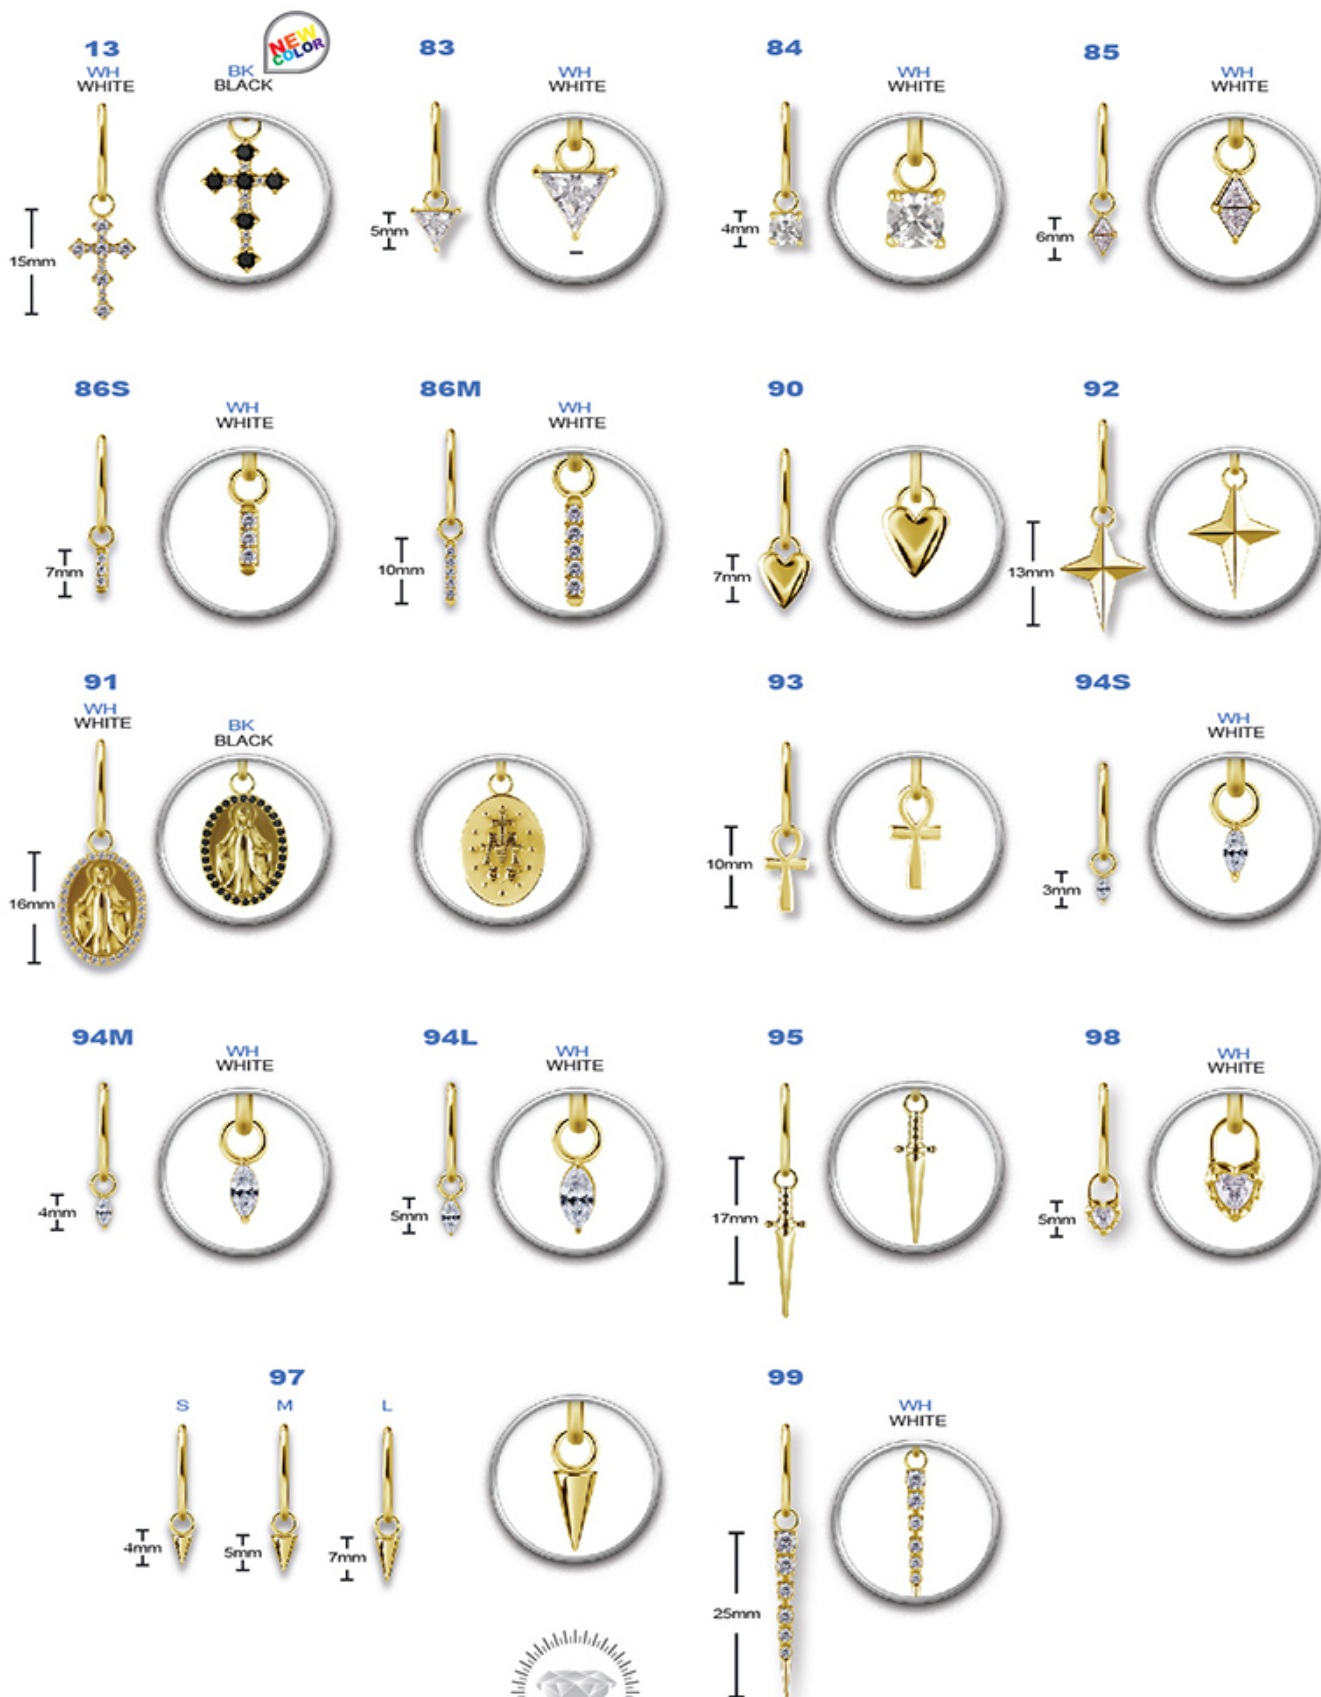 13
WH
WHITE
15mm
BK
BLACK
NEW
COLOR
83
WH
WHITE
5mm
84
WH
WHITE
4mm
85
WH
WHITE
6mm
86S
WH
WHITE
7mm
86M
WH
WHITE
10mm
90
7mm
92
13mm
91
WH
WHITE
16mm
BK
BLACK
93
10mm
94S
WH
WHITE
3mm
94M
WH
WHITE
4mm
94L
WH
WHITE
5mm
95
17mm
98
WH
WHITE
5mm
97
S
M
L
4mm
5mm
7mm
99
WH
WHITE
25mm